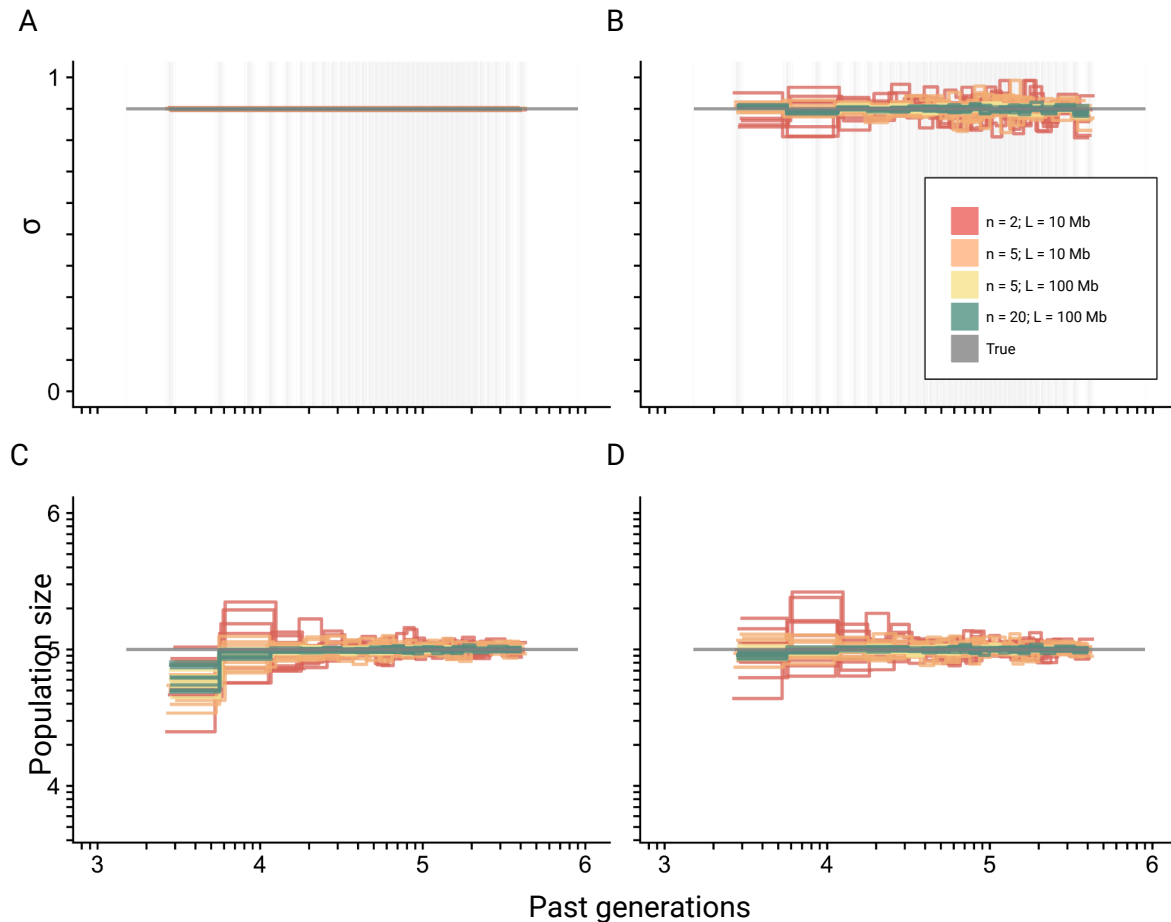 A
B
1
σ
0
n = 2; L = 10 Mb
n = 5; L = 10 Mb
n = 5; L = 100 Mb
n = 20; L = 100 Mb
True
C
D
6
5
4
Population size
3 4 5 6
3 4 5 6
Past generations